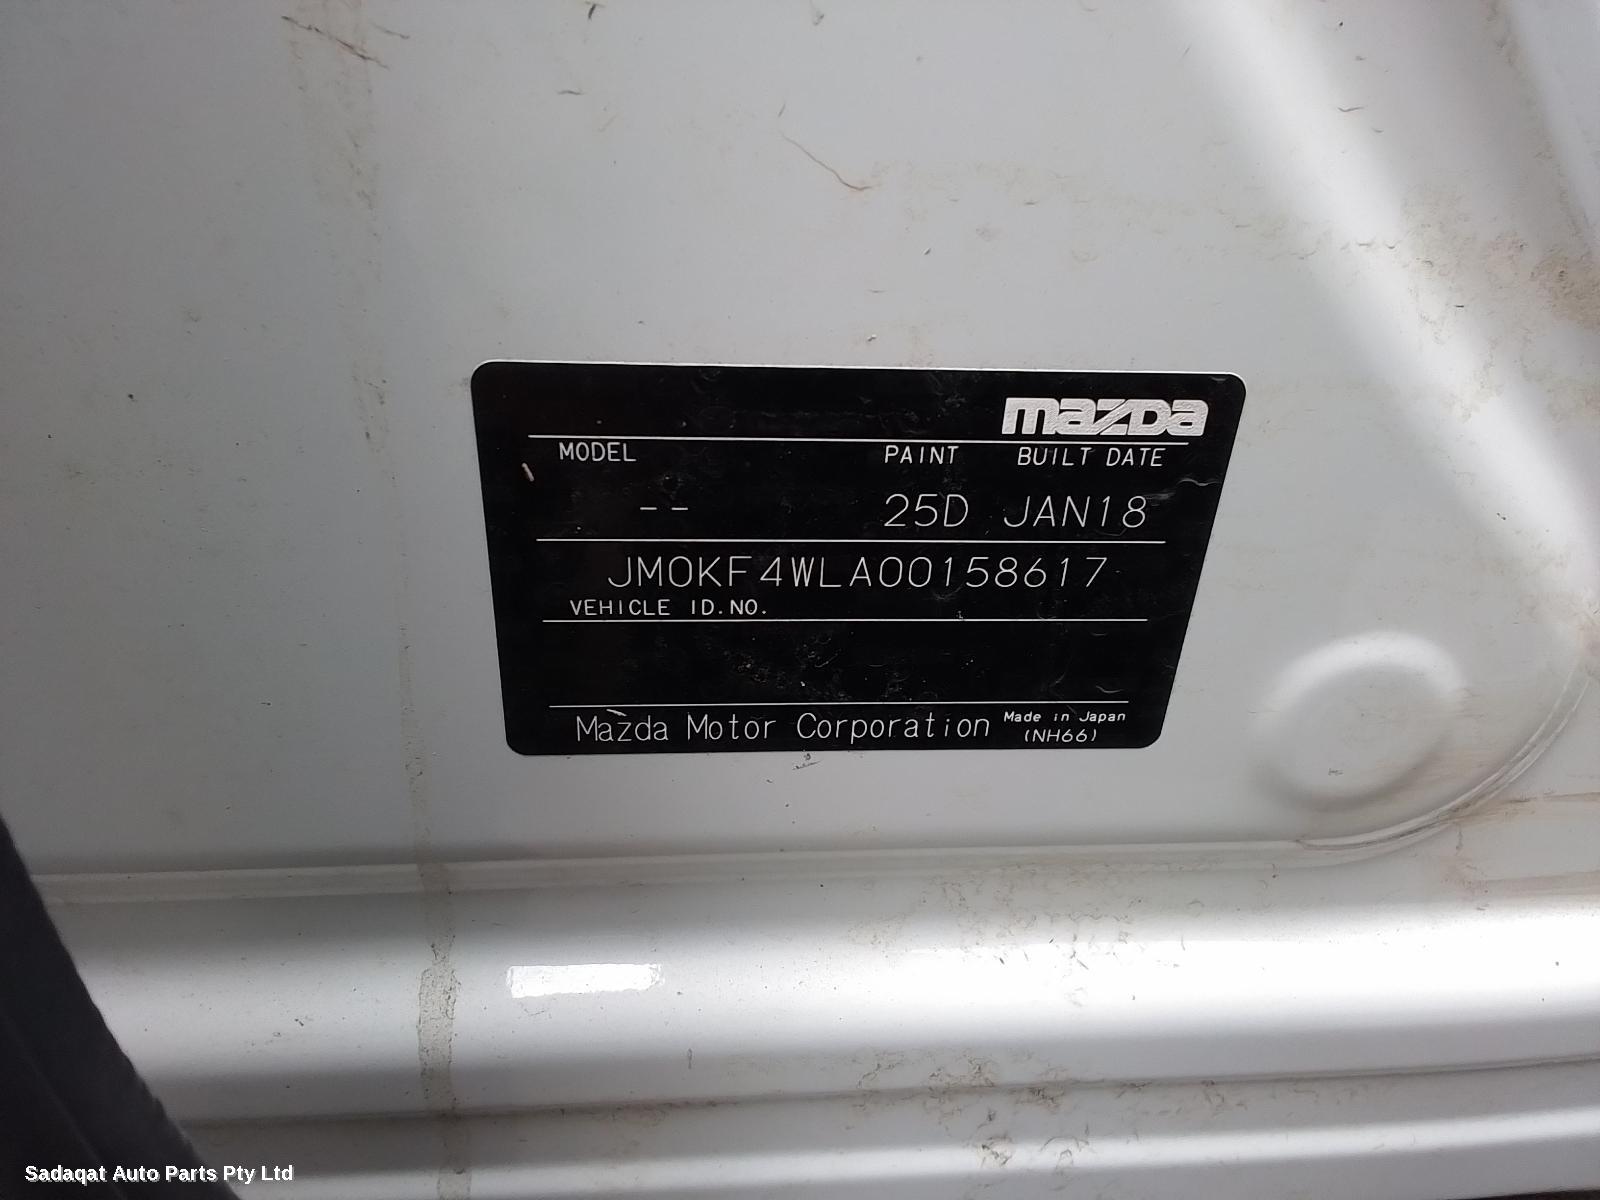 mazda
MODEL PAINT BUILT DATE
-- 25D JAN18
JM0KF4WLA00158617
VEHICLE ID.NO.
Mazda Motor Corporation Made in Japan
(NH66)
Sadaqat Auto Parts Pty Ltd